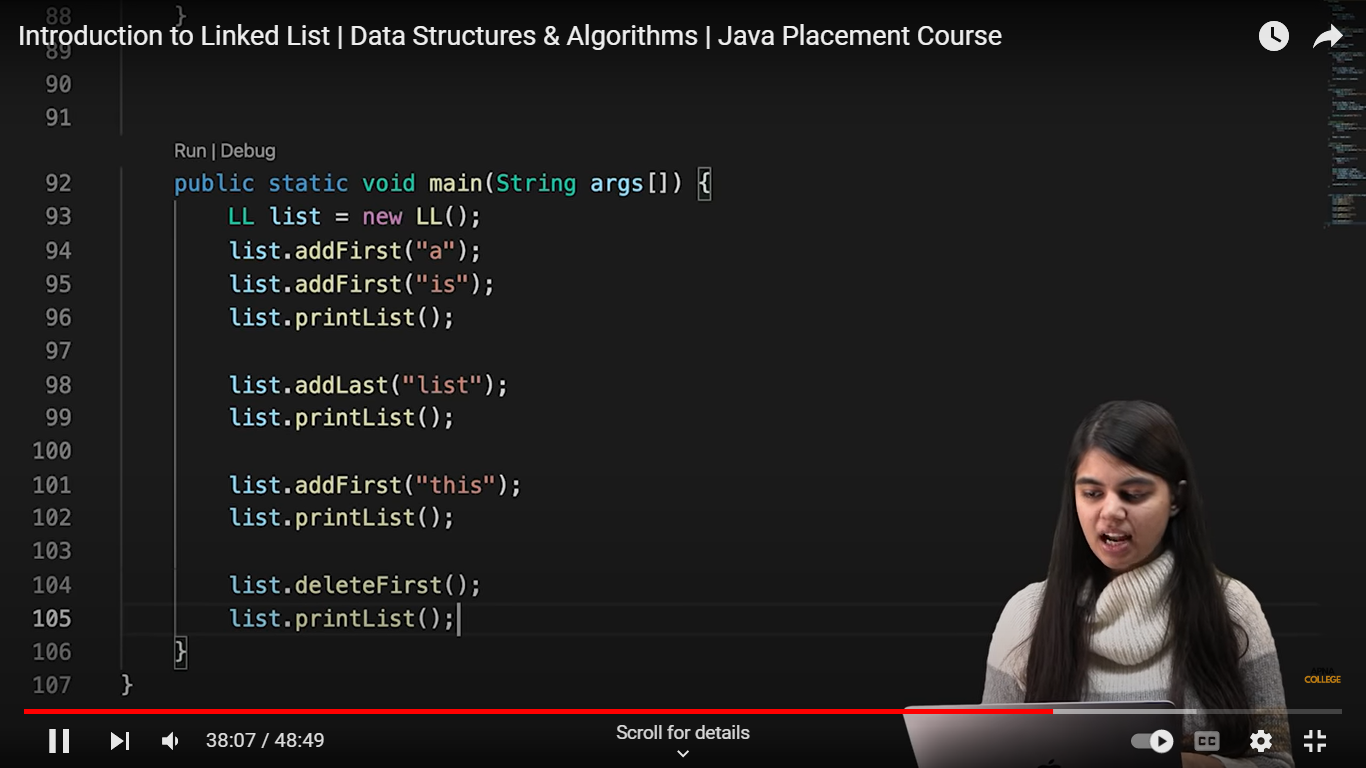 88 }
Introduction to Linked List | Data Structures & Algorithms | Java Placement Course
89
90
91
Run | Debug
92 public static void main(String args[]) {
93 LL list = new LL();
94 list.addFirst("a");
95 list.addFirst("is");
96 list.printList();
97
98 list.addLast("list");
99 list.printList();
100
101 list.addFirst("this");
102 list.printList();
103
104 list.deleteFirst();
105 list.printList();
106 }
107 }
APNA
COLLEGE
38:07 / 48:49
Scroll for details
CC